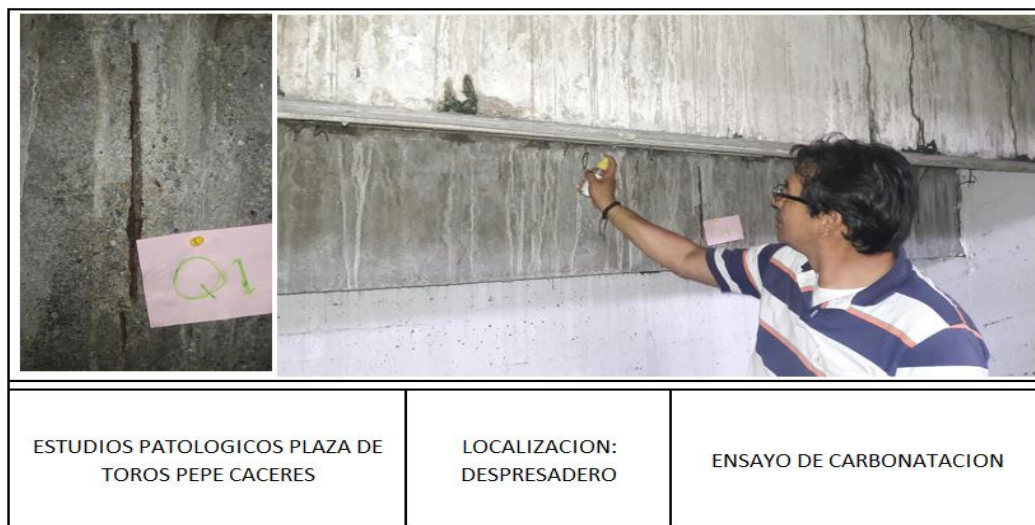 Q1
ESTUDIOS PATOLOGICOS PLAZA DE
TOROS PEPE CACERES
LOCALIZACION:
DESPRESADERO
ENSAYO DE CARBONATACION